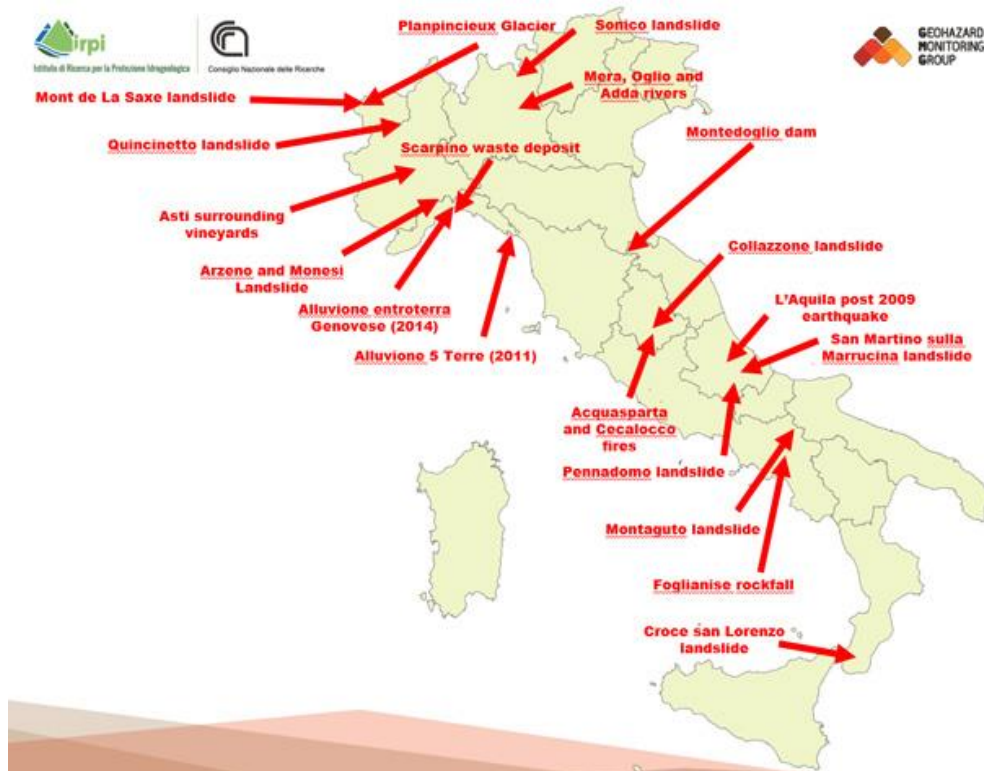 irpi
Istituto di Ricerca per la Protezione Idrogeologica
Consiglio Nazionale delle Ricerche
GEOHAZARD
MONITORING
GROUP
Planpincieux Glacier
Sonico landslide
Mont de La Saxe landslide
Mera, Oglio and
Adda rivers
Quincinetto landslide
Scarpino waste deposit
Montedoglio dam
Asti surrounding
vineyards
Collazzone landslide
Arzeno and Monesi
Landslide
L'Aquila post 2009
earthquake
Alluvione entroterra
Genovese (2014)
San Martino sulla
Marrucina landslide
Alluvione 5 Terre (2011)
Acquasparta
and Cecalocco
fires
Pennadomo landslide
Montaguto landslide
Foglianise rockfall
Croce san Lorenzo
landslide